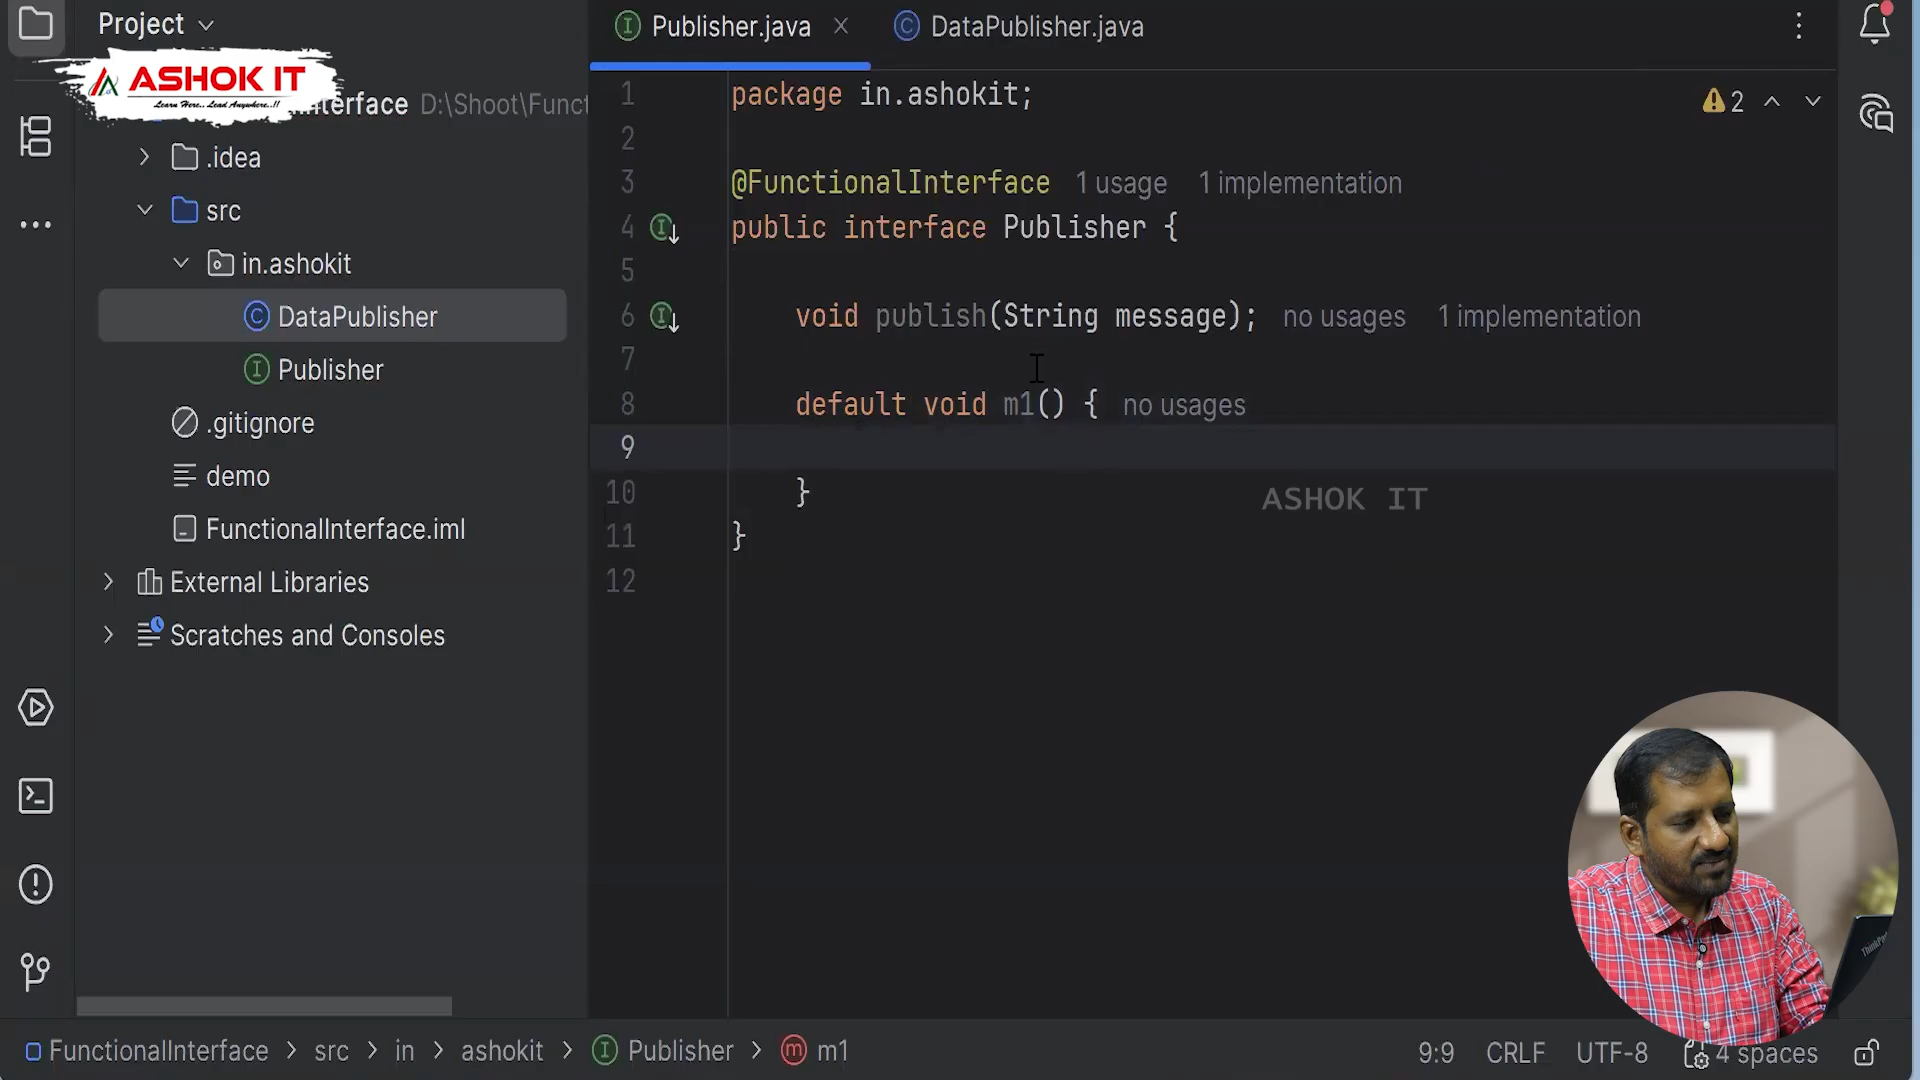 Project
Publisher.java
DataPublisher.java
ASHOK IT
Learn Here.. Lead Anywhere..!!
terface D:\Shoot\Funct
.idea
src
in.ashokit
DataPublisher
Publisher
.gitignore
demo
FunctionalInterface.iml
External Libraries
Scratches and Consoles
2
1 package in.ashokit;
2
3 @FunctionalInterface 1 usage 1 implementation
4 public interface Publisher {
5
6 void publish(String message); no usages 1 implementation
7
8 default void m1() { no usages
9
10 }
11 }
12
ASHOK IT
ThinkPad
FunctionalInterface > src > in > ashokit > Publisher > m1
9:9 CRLF UTF-8 4 spaces